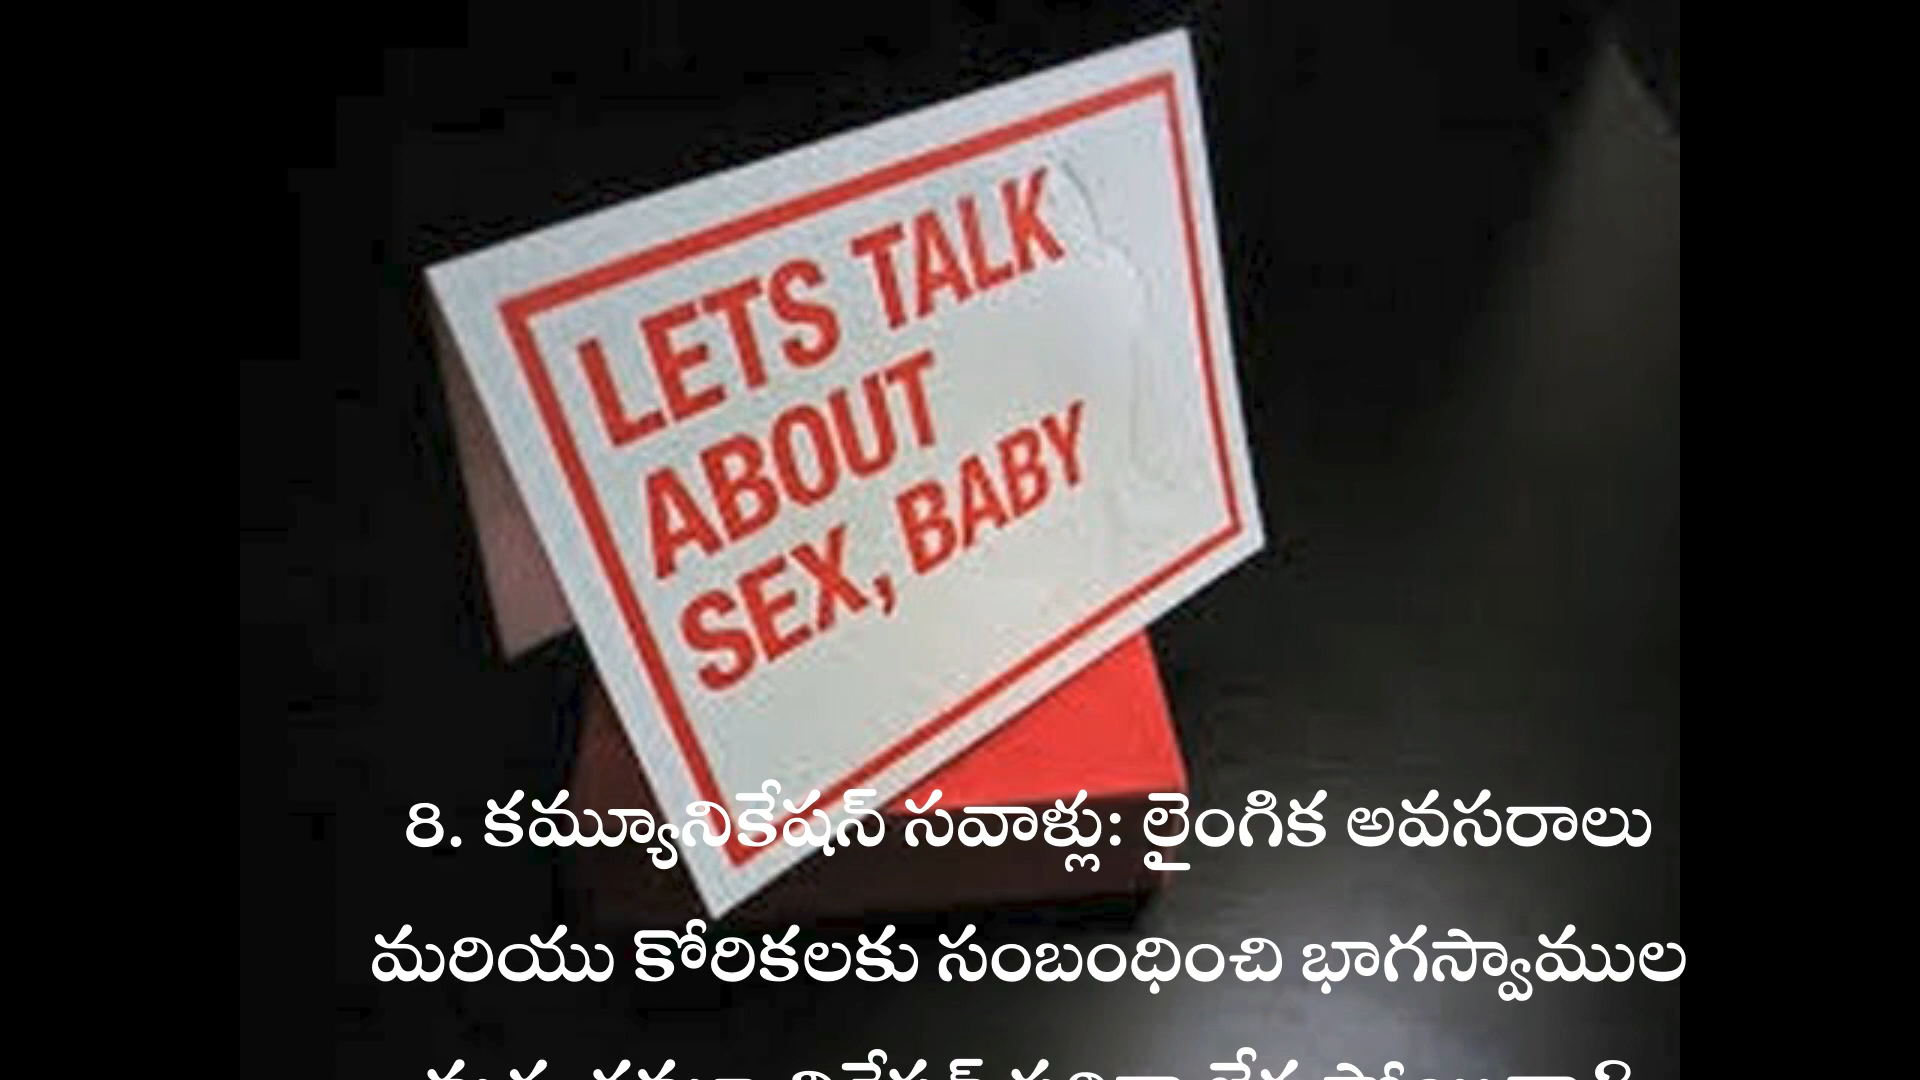 LETS TALK
ABOUT
SEX, BABY
8. కమ్యూనికేషన్ సవాళ్లు: లైంగిక అవసరాలు
మరియు కోరికలకు సంబంధించి భాగస్వాముల